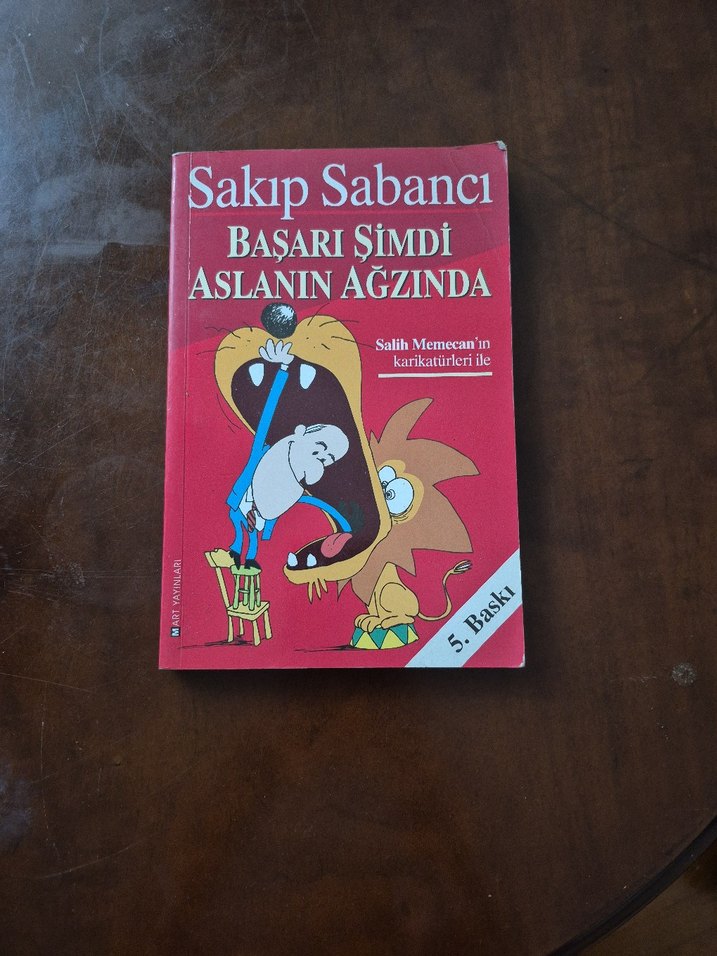 Sakıp Sabancı
BAŞARI ŞİMDİ
ASLANIN AĞZINDA
Salih Memecan'ın
karikatürleri ile
MART YAYINLARI
5. Baskı